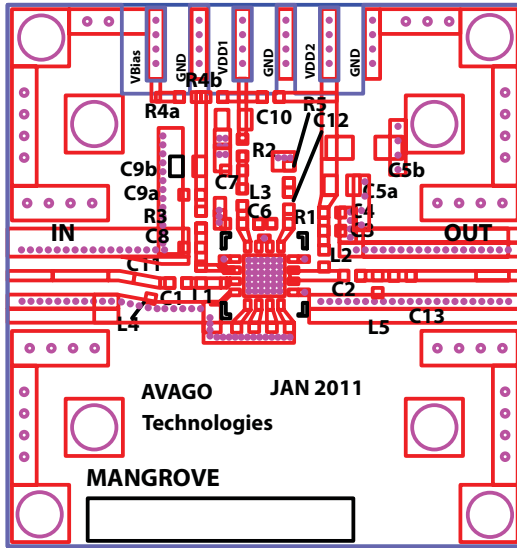 VBias
GND
VDD1
GND
VDD2
GND
R4b
R4a
C10
R5
C12
R2
C9b
C7
C5b
C9a
L3
C5a
R3
C6
R1
C4
IN
C8
C3
OUT
L2
C11
C1
L1
C2
L4
L5
C13
AVAGO
JAN 2011
Technologies
MANGROVE